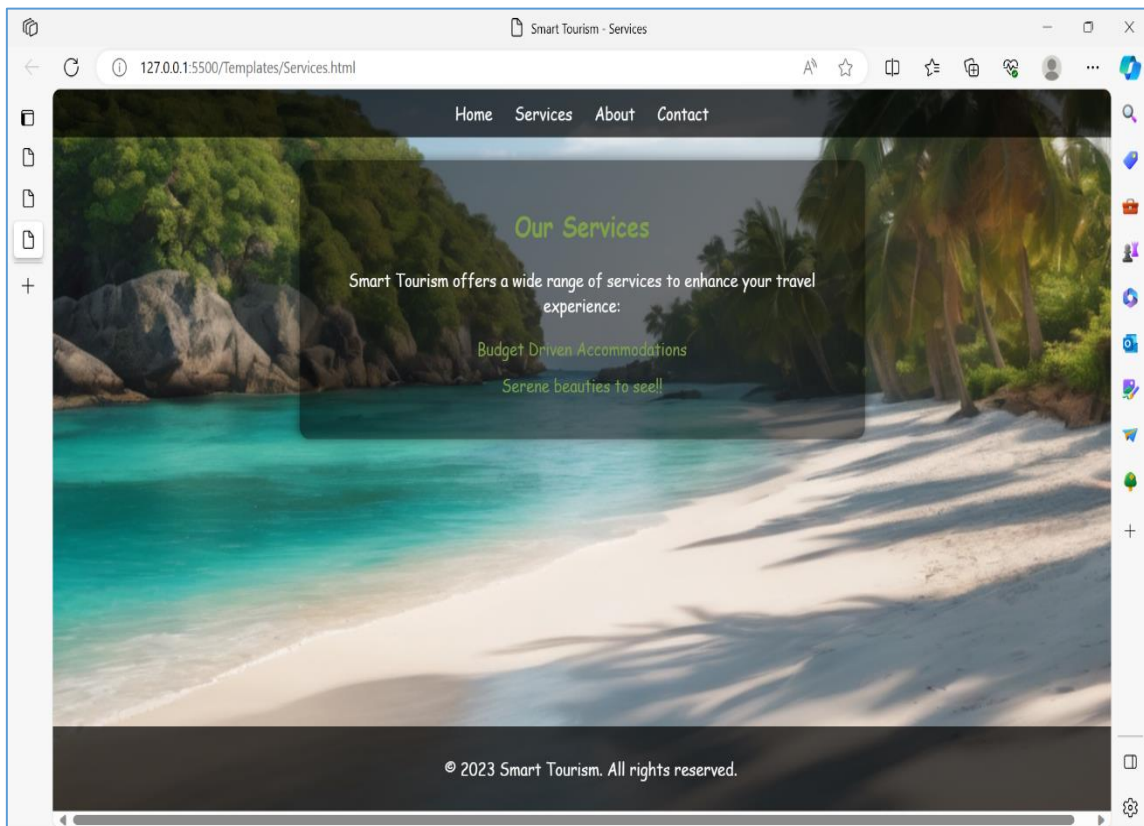 Smart Tourism - Services
127.0.0.1:5500/Templates/Services.html
Home Services About Contact
Our Services
Smart Tourism offers a wide range of services to enhance your travel
experience:
Budget Driven Accommodations
Serene beauties to see!!
© 2023 Smart Tourism. All rights reserved.